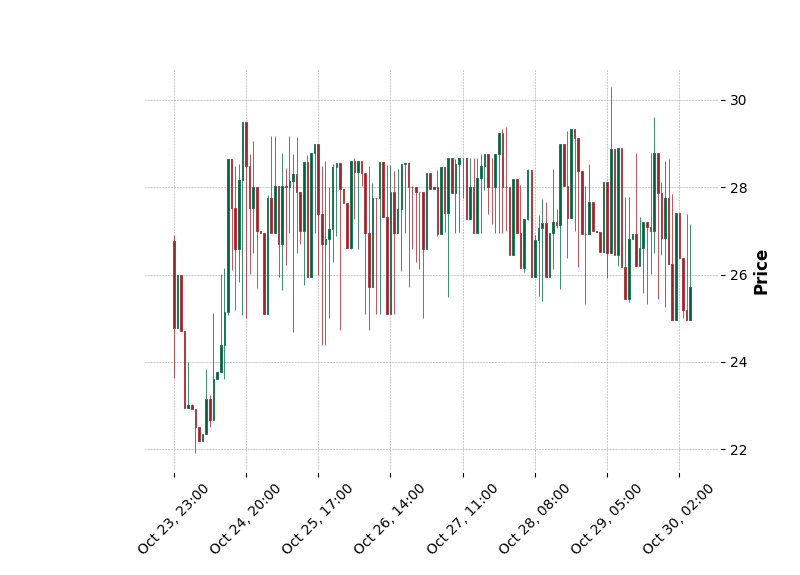 30
28
26
24
22
Price
Oct 23, 23:00
Oct 24, 20:00
Oct 25, 17:00
Oct 26, 14:00
Oct 27, 11:00
Oct 28, 08:00
Oct 29, 05:00
Oct 30, 02:00